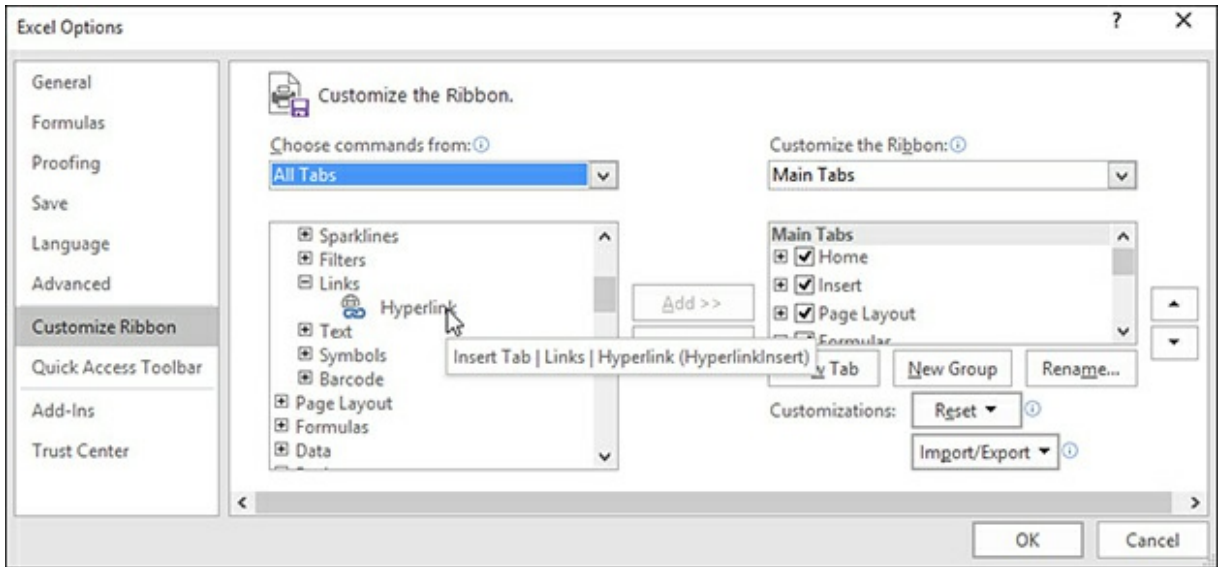 Excel Options
?
General
Formulas
Proofing
Save
Language
Advanced
Customize Ribbon
Quick Access Toolbar
Add-Ins
Trust Center
Customize the Ribbon.
Choose commands from:
All Tabs
Sparklines
Filters
Links
Hyperlink
Text
Symbols
Barcode
Page Layout
Formulas
Data
Add >>
Insert Tab | Links | Hyperlink (HyperlinkInsert)
Customize the Ribbon:
Main Tabs
Main Tabs
Home
Insert
Page Layout
Formulas
Tab
New Group
Rename...
Customizations:
Reset
Import/Export
OK
Cancel